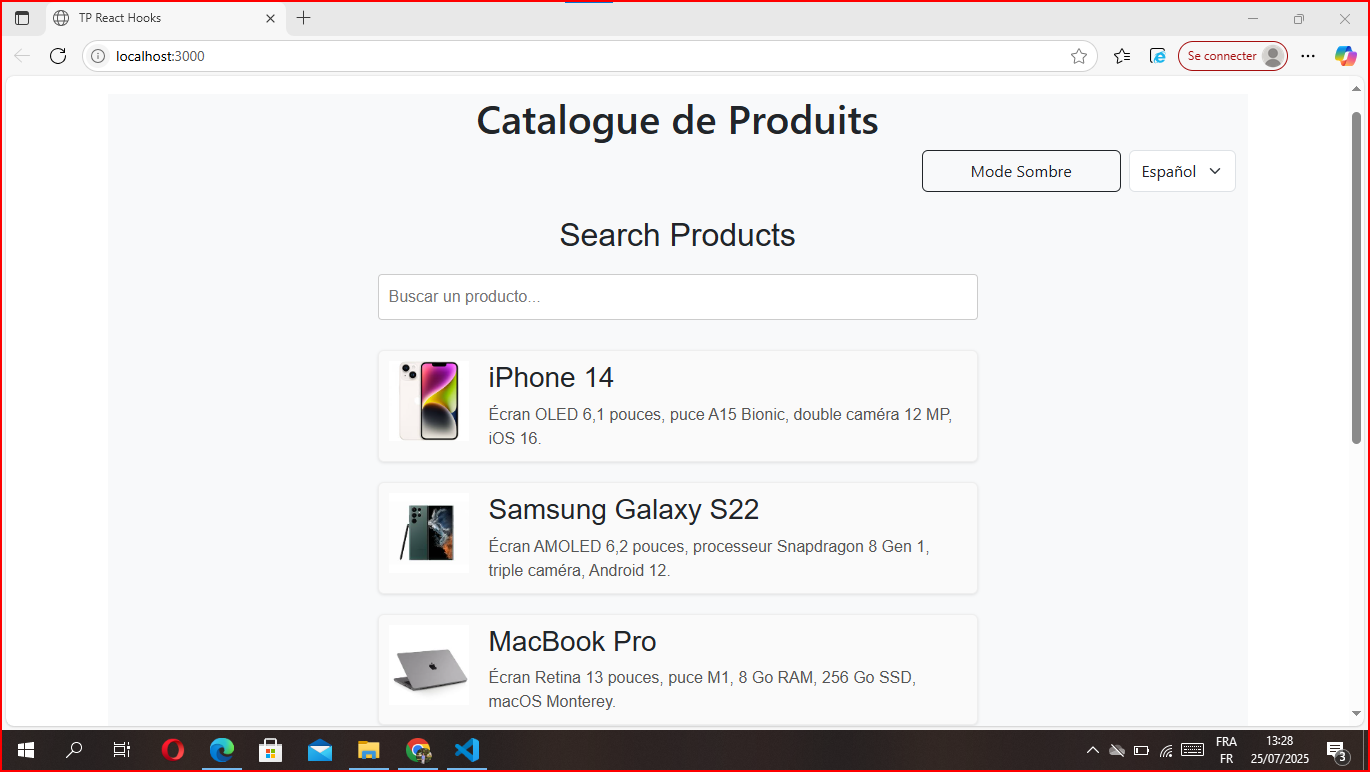 TP React Hooks
localhost:3000
Se connecter
Catalogue de Produits
Mode Sombre
Español
Search Products
Buscar un producto...
iPhone 14
Écran OLED 6,1 pouces, puce A15 Bionic, double caméra 12 MP,
iOS 16.
Samsung Galaxy S22
Écran AMOLED 6,2 pouces, processeur Snapdragon 8 Gen 1,
triple caméra, Android 12.
MacBook Pro
Écran Retina 13 pouces, puce M1, 8 Go RAM, 256 Go SSD,
macOS Monterey.
FRA
FR
13:28
25/07/2025
3